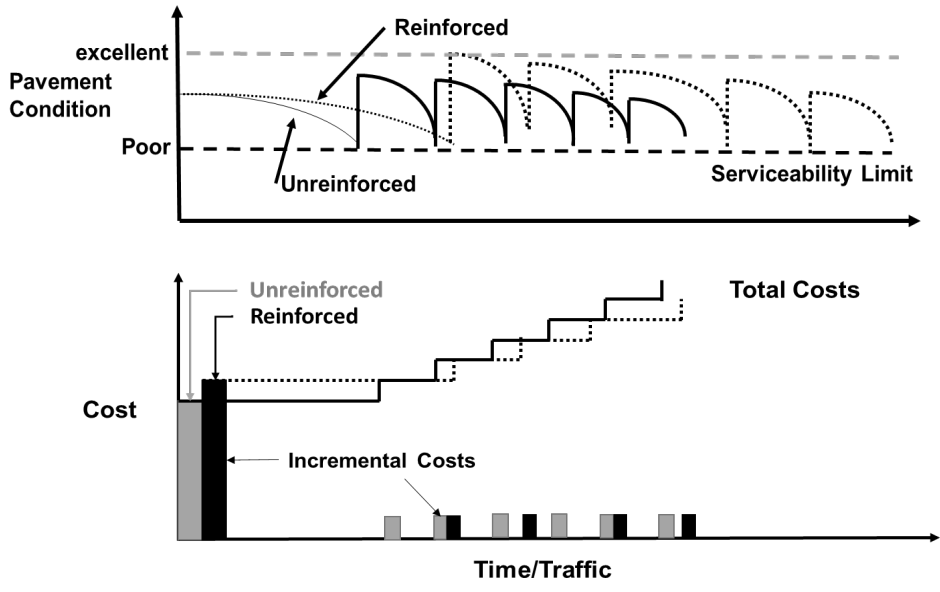 Reinforced
excellent
Pavement
Condition
Poor
Unreinforced
Serviceability Limit
Unreinforced
Reinforced
Total Costs
Cost
Incremental Costs
Time/Traffic